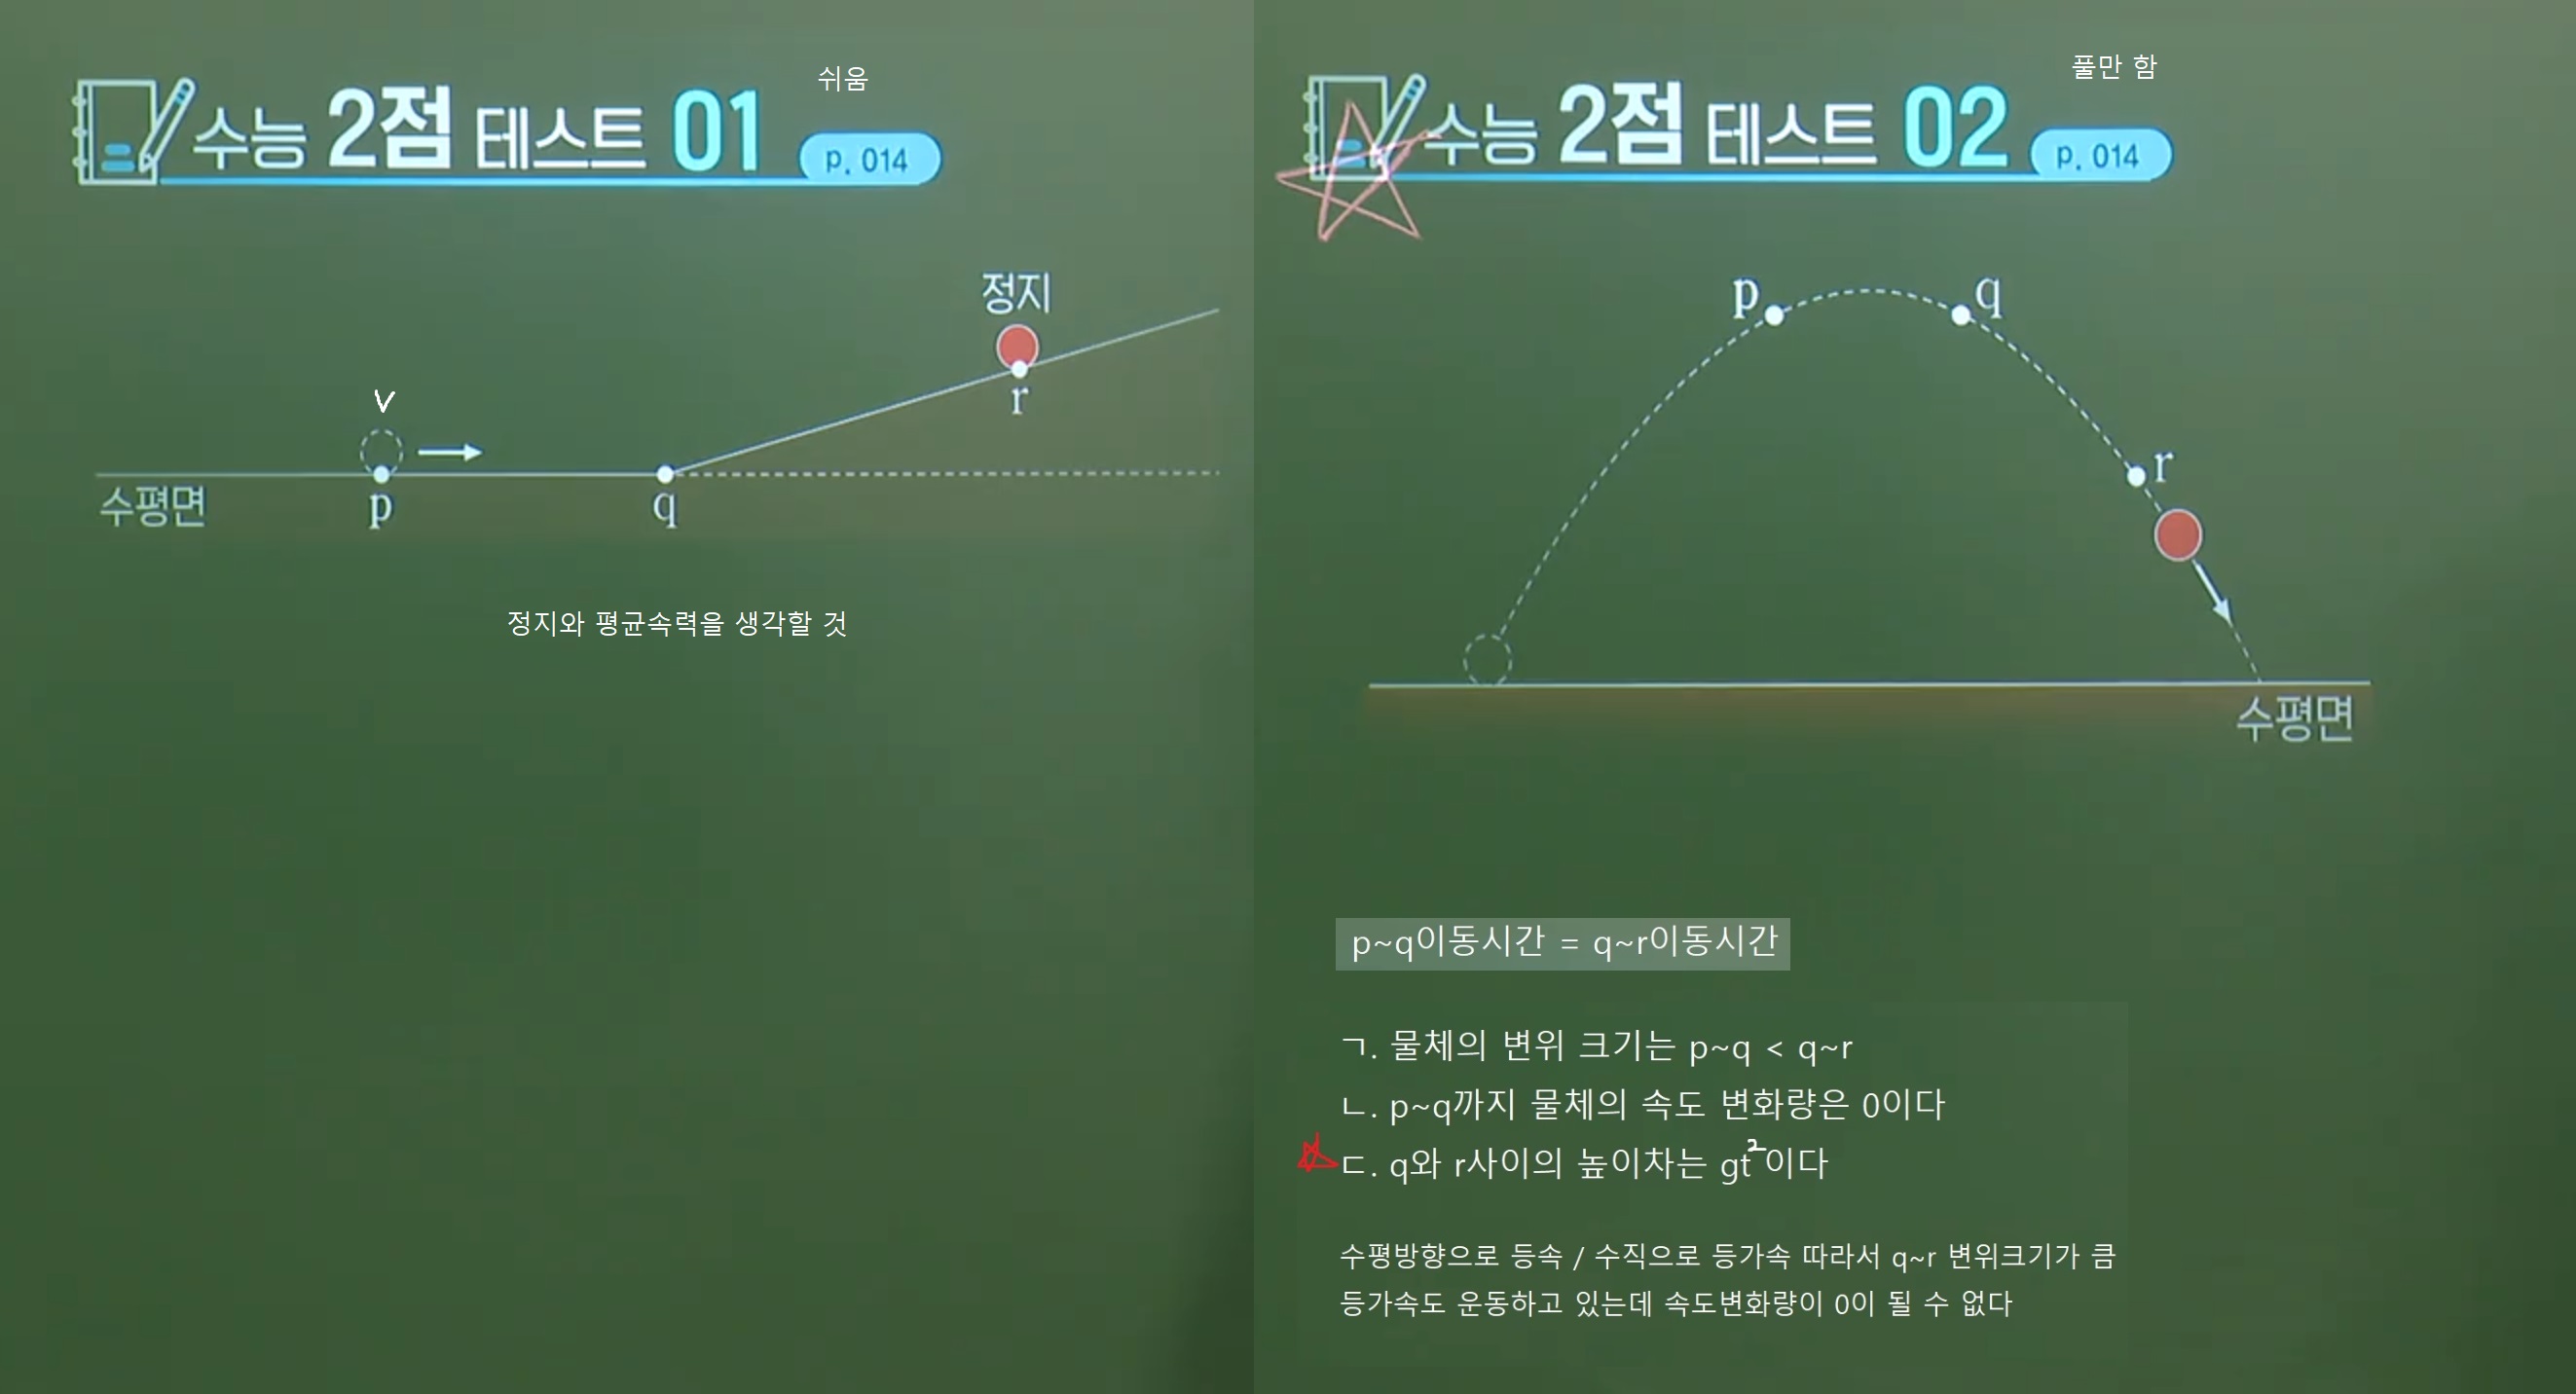 쉬움
수능 2점 테스트 01
p. 014
정지
r
v
수평면
p
q
정지와 평균속력을 생각할 것
풀만 함
수능 2점 테스트 02
p. 014
p
q
r
수평면
p~q이동시간 = q~r이동시간
ㄱ. 물체의 변위 크기는 p~q < q~r
ㄴ. p~q까지 물체의 속도 변화량은 0이다
ㄷ. q와 r사이의 높이차는 gt²이다
수평방향으로 등속 / 수직으로 등가속 따라서 q~r 변위크기가 큼
등가속도 운동하고 있는데 속도변화량이 0이 될 수 없다